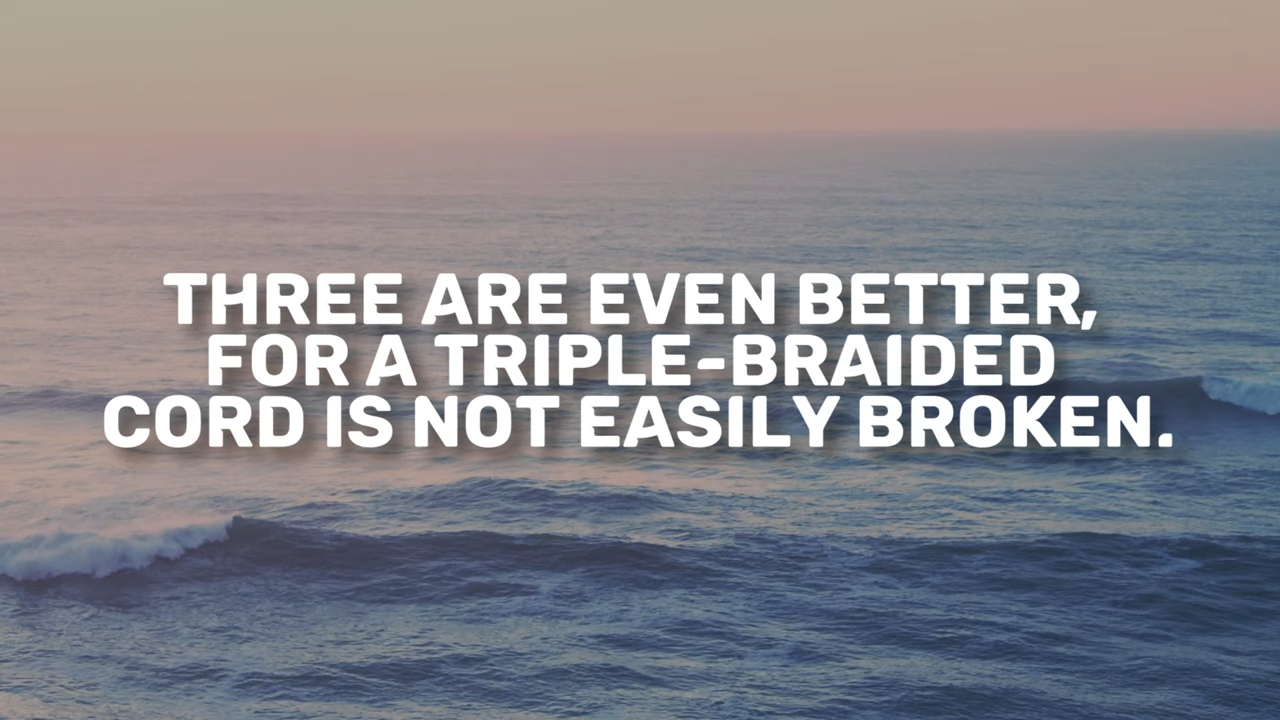 THREE ARE EVEN BETTER,
FOR A TRIPLE-BRAIDED
CORD IS NOT EASILY BROKEN.